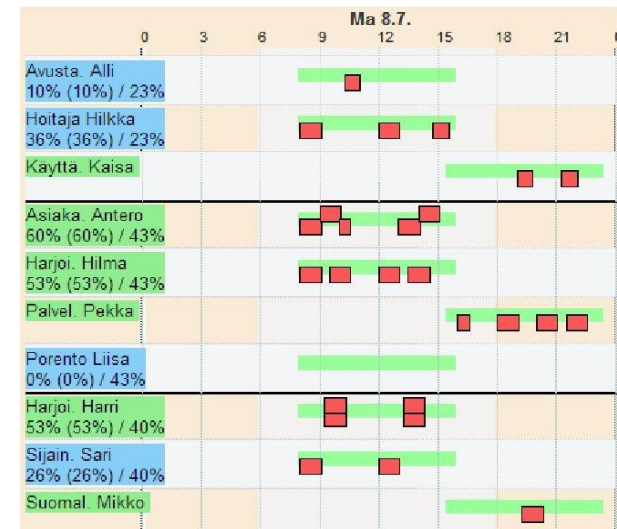 Ma 8.7.
0 3 6 9 12 15 18 21
Avusta. Alli
10% (10%) / 23%
Hoitaja Hilkka
36% (36%) / 23%
Käyttä. Kaisa
Asiaka. Antero
60% (60%) / 43%
Harjoi. Hilma
53% (53%) / 43%
Palvel. Pekka
Porento Liisa
0% (0%) / 43%
Harjoi. Harri
53% (53%) / 40%
Sijain. Sari
26% (26%) / 40%
Suomal. Mikko